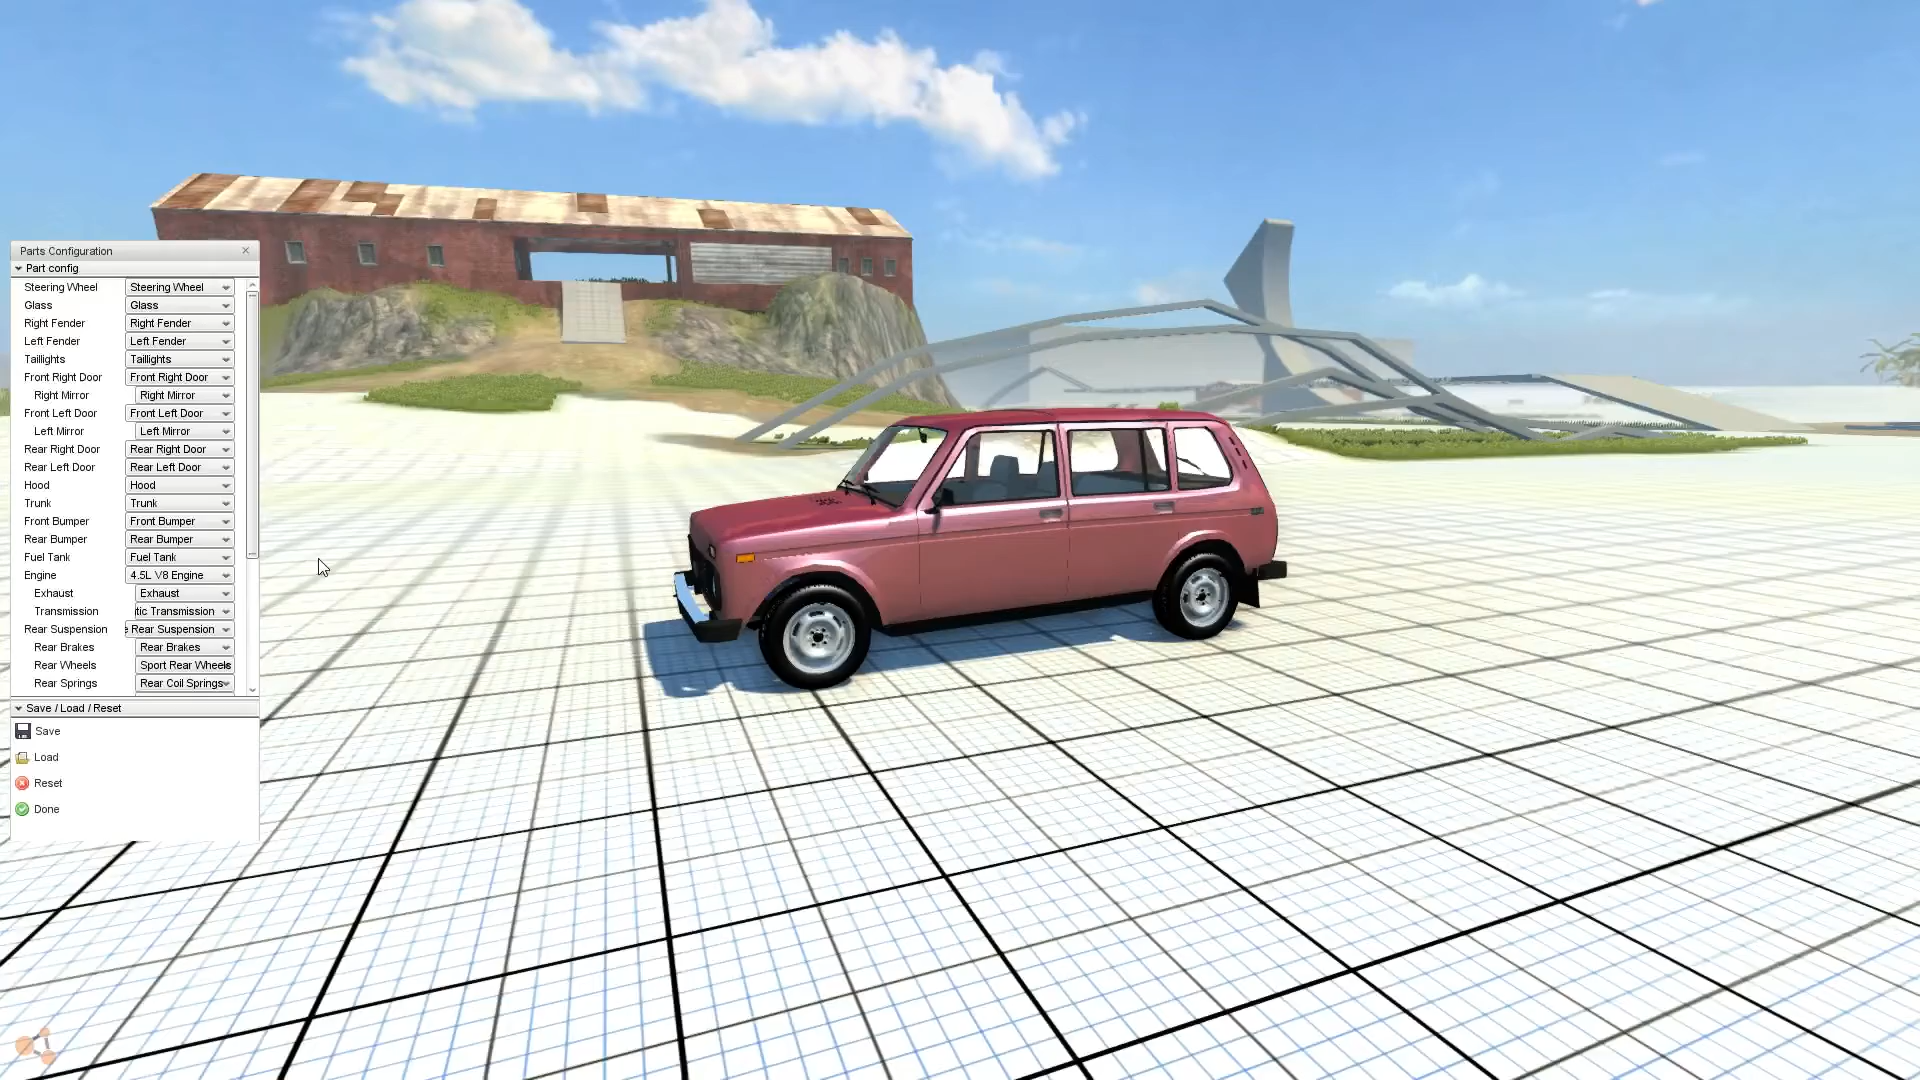 Parts Configuration
Part config
Steering Wheel Steering Wheel
Glass Glass
Right Fender Right Fender
Left Fender Left Fender
Taillights Taillights
Front Right Door Front Right Door
Right Mirror Right Mirror
Front Left Door Front Left Door
Left Mirror Left Mirror
Rear Right Door Rear Right Door
Rear Left Door Rear Left Door
Hood Hood
Trunk Trunk
Front Bumper Front Bumper
Rear Bumper Rear Bumper
Fuel Tank Fuel Tank
Engine 4.5L V8 Engine
Exhaust Exhaust
Transmission tic Transmission
Rear Suspension e Rear Suspension
Rear Brakes Rear Brakes
Rear Wheels Sport Rear Wheels
Rear Springs Rear Coil Springs
Save / Load / Reset
Save
Load
Reset
Done